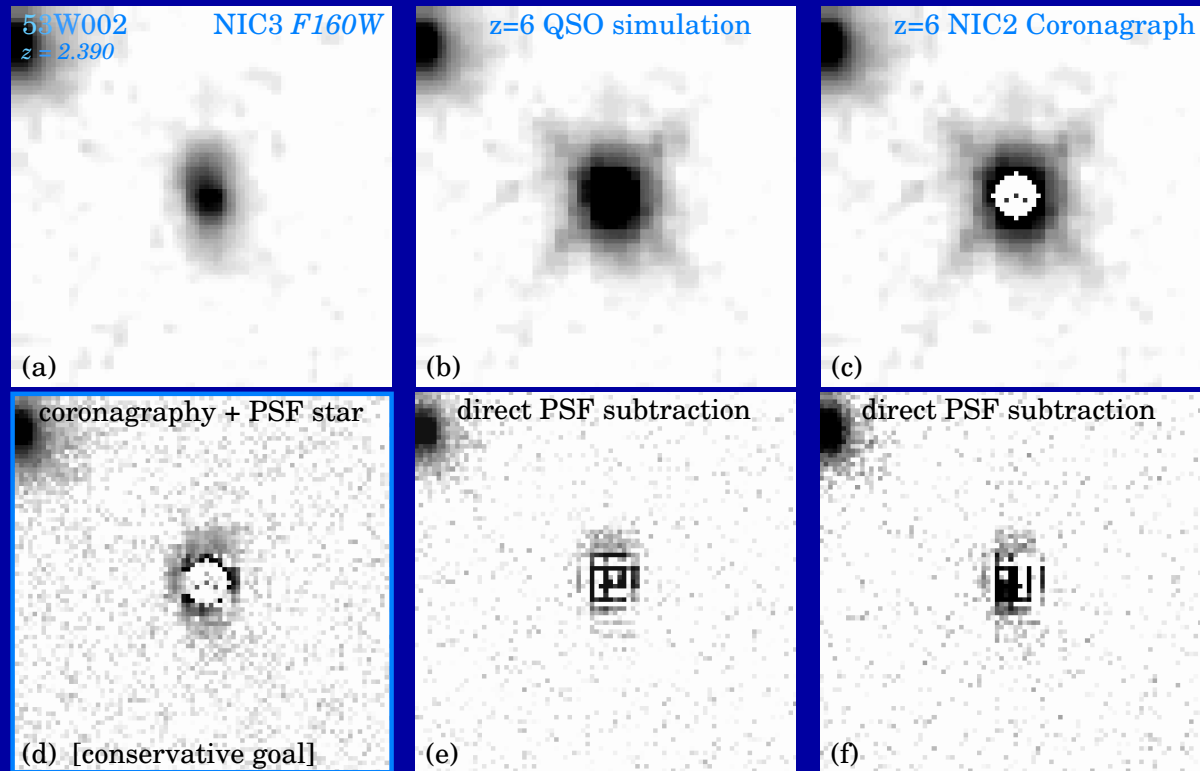 53W002 NIC3 F160W
z = 2.390
z=6 QSO simulation
z=6 NIC2 Coronagraph
(a)
(b)
(c)
coronagraphy + PSF star
direct PSF subtraction
direct PSF subtraction
(d) [conservative goal]
(e)
(f)